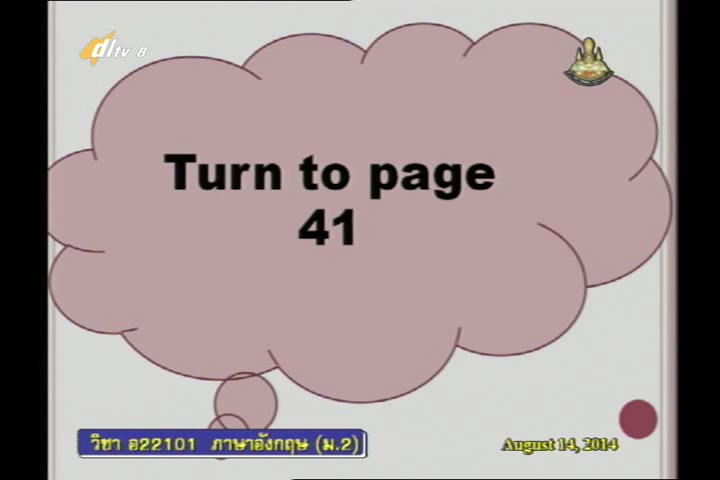 dltv 8
Turn to page
41
วิชา อ22101 ภาษาอังกฤษ (ม.2)
August 14, 2014